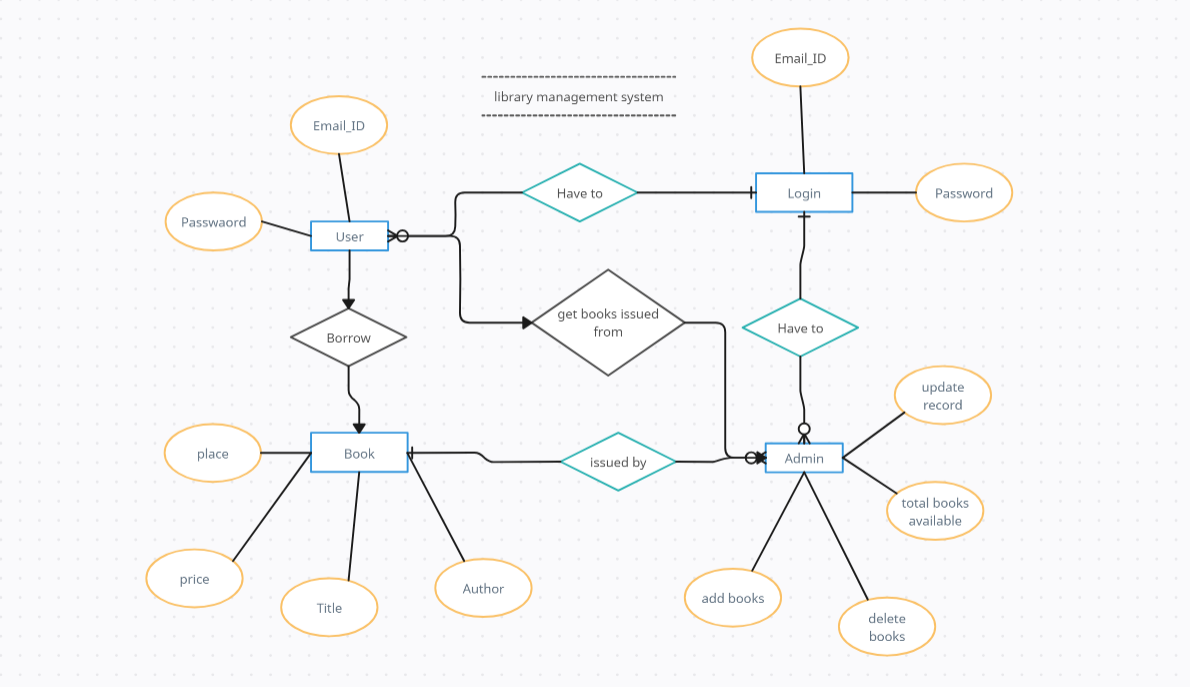 Email_ID
library management system
Email_ID
Have to
Login
Password
Passwaord
User
get books issued
from
Have to
Borrow
update
record
place
Book
issued by
Admin
total books
available
price
Title
Author
add books
delete
books